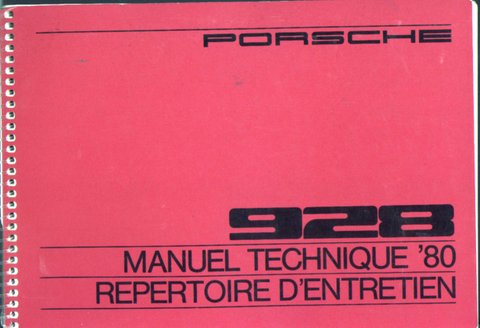 PORSCHE
928
MANUEL TECHNIQUE '80
REPERTOIRE D'ENTRETIEN